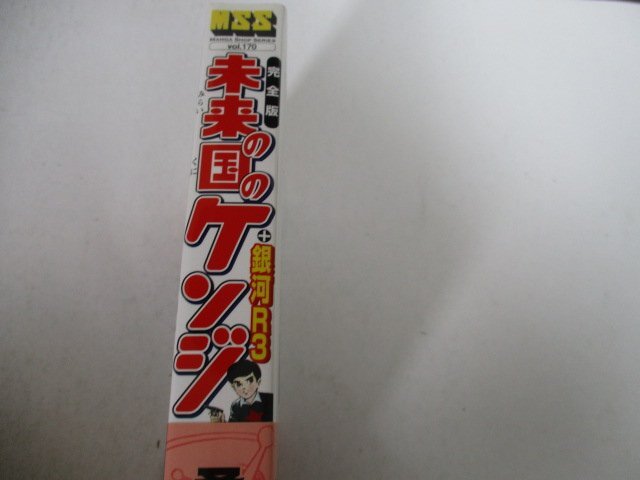 MSS
MANGA SHOP SERIES
vol.170
完全版
未来の
みらい
国の
くに
ケンジ
+
銀河R3